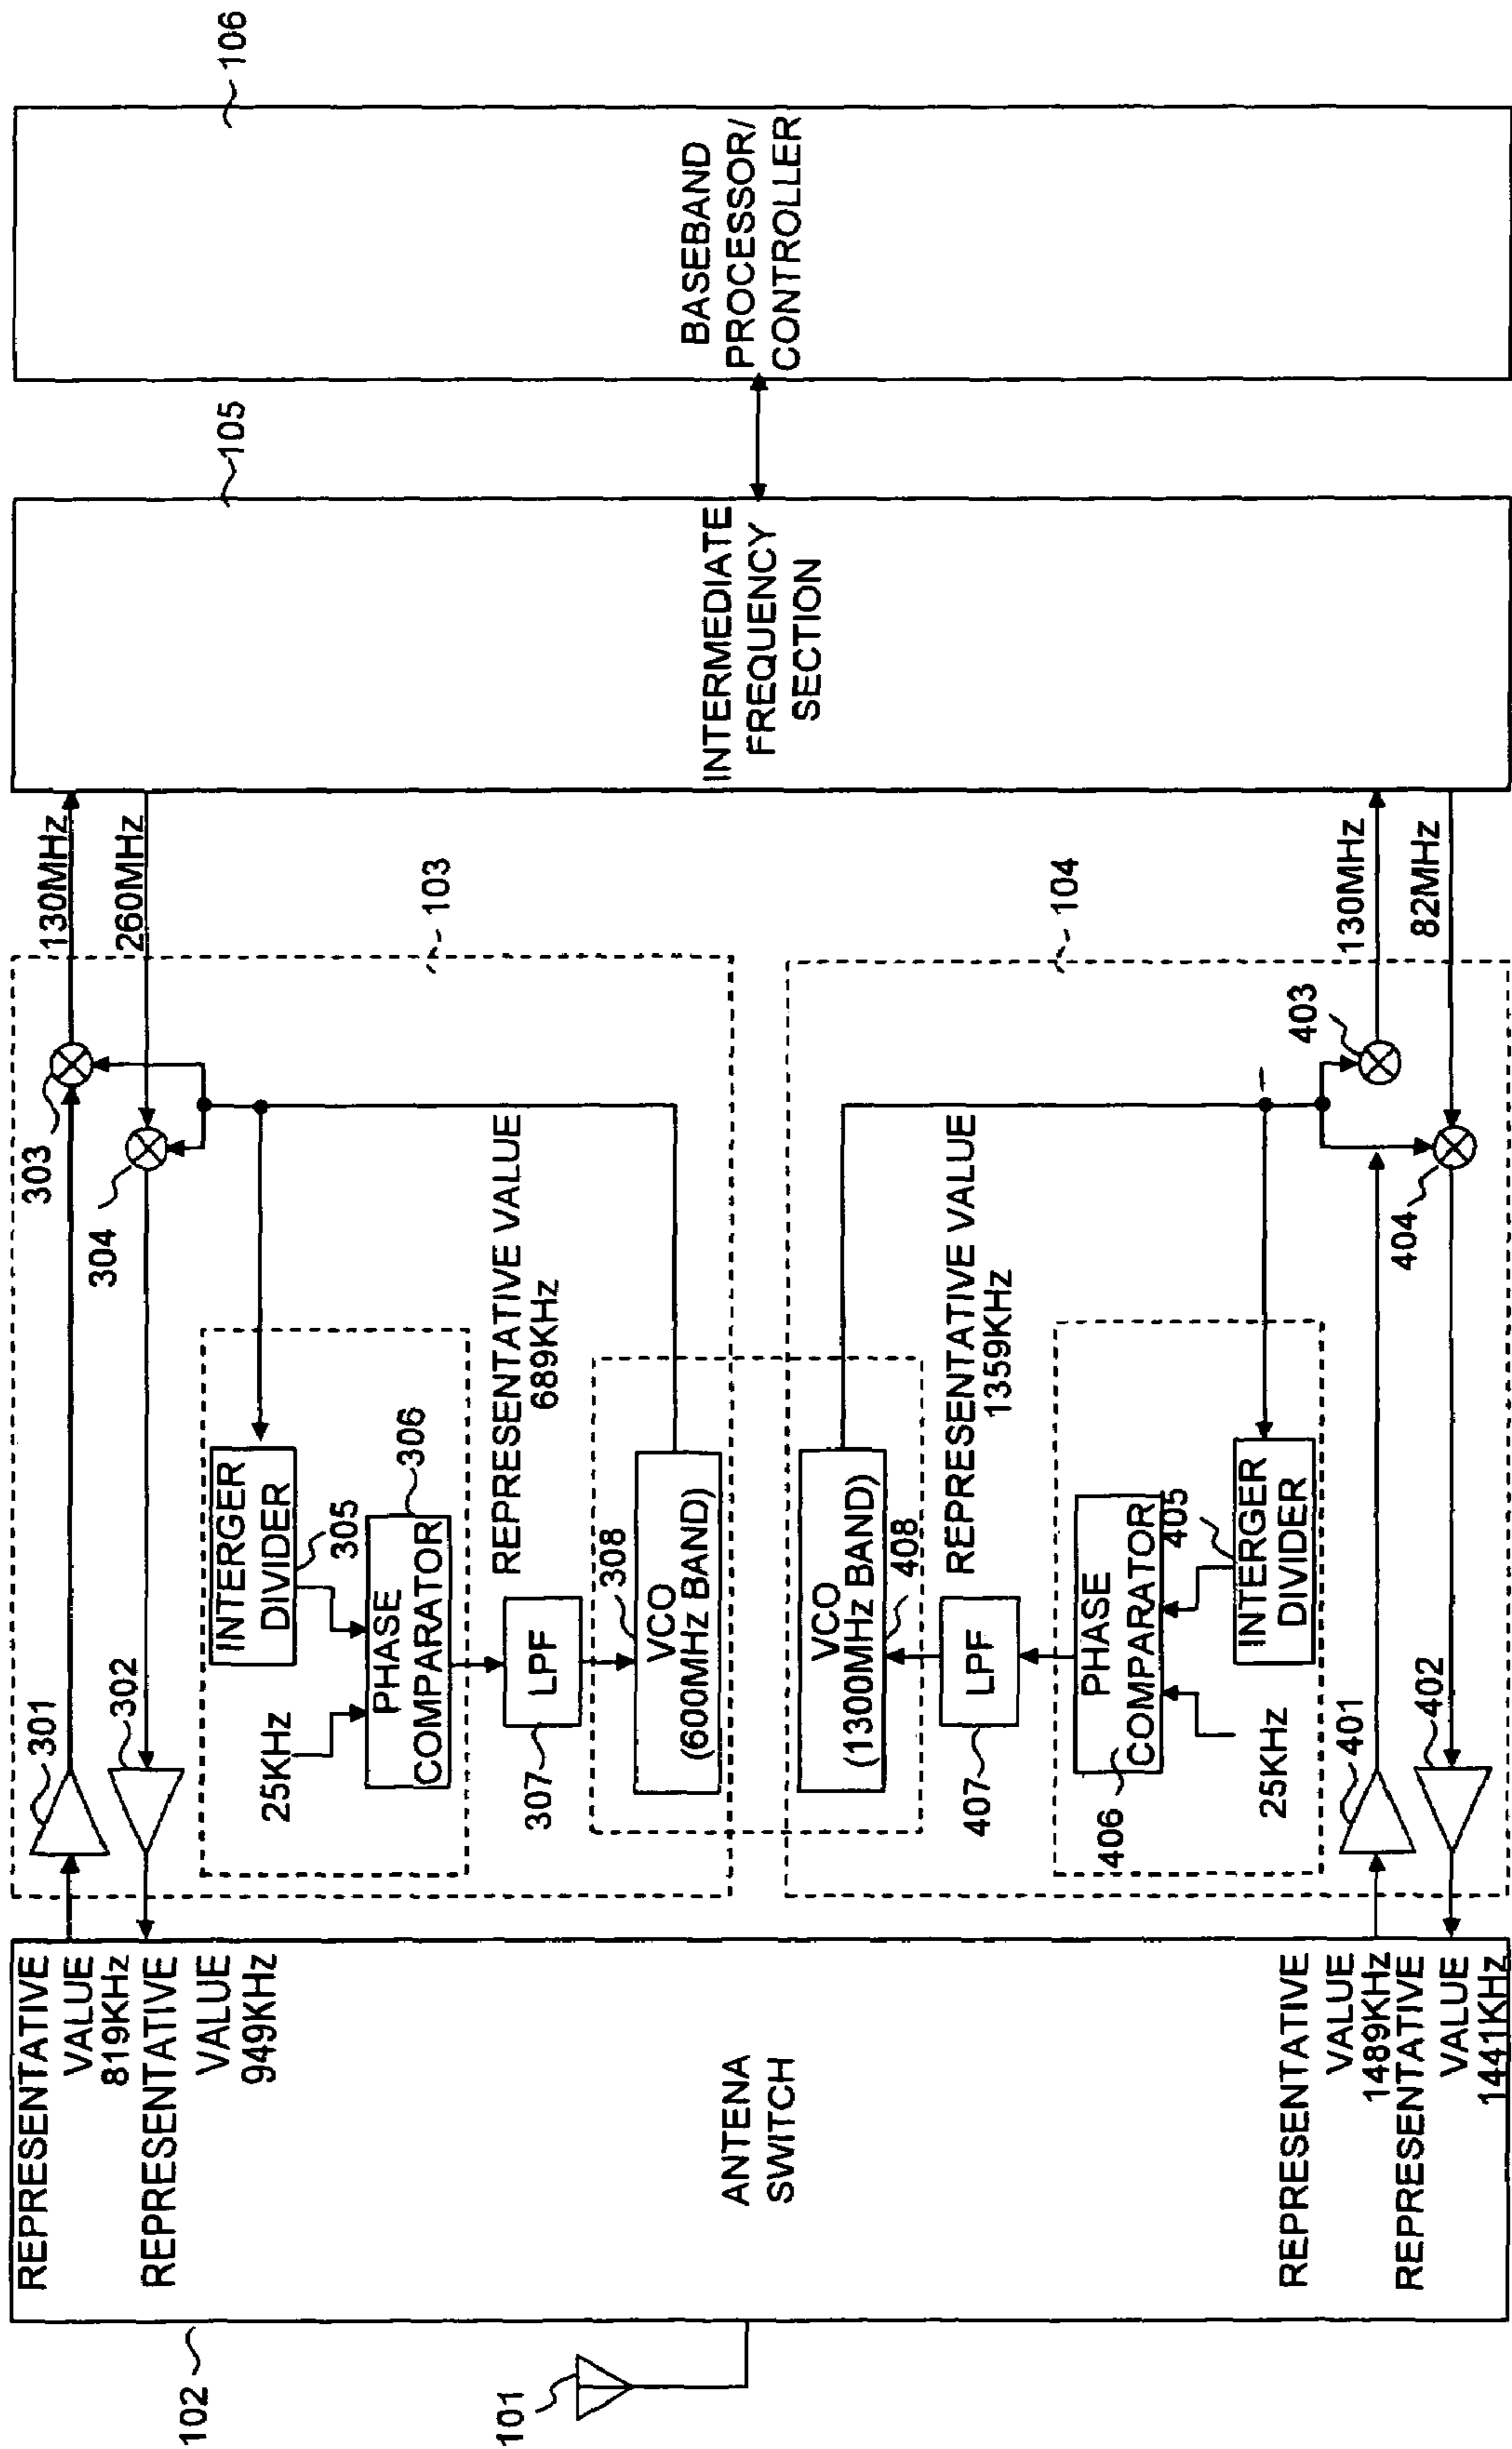 106
BASEBAND
PROCESSOR/
CONTROLLER
105
INTERMEDIATE
FREQUENCY
SECTION
130MHz
260MHz
103
104
130MHz
82MHz
303
304
403
404
REPRESENTATIVE VALUE
689KHz
REPRESENTATIVE VALUE
1359KHz
INTERGER
DIVIDER
305
306
PHASE
COMPARATOR
25KHz
LPF
307
308
VCO
(600MHz BAND)
VCO
(1300MHz BAND)
408
LPF
407
PHASE
COMPARATOR
406
405
INTERGER
DIVIDER
25KHz
301
302
401
402
REPRESENTATIVE
VALUE
819KHz
REPRESENTATIVE
VALUE
949KHz
ANTENA
SWITCH
REPRESENTATIVE
VALUE
1489KHz
REPRESENTATIVE
VALUE
1441KHz
102
101